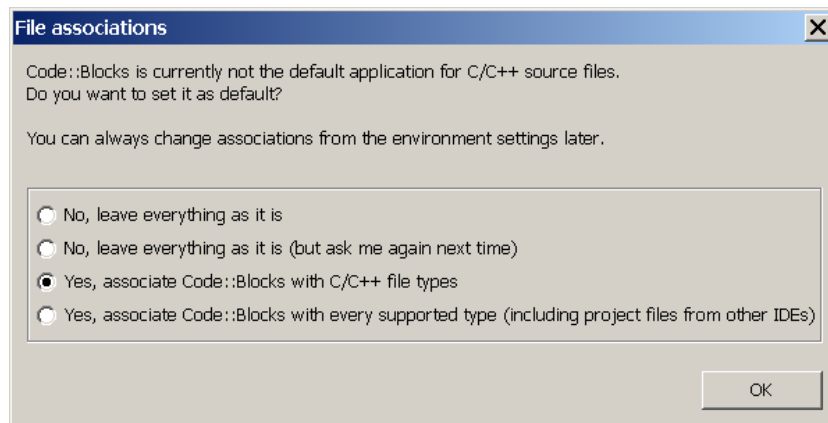 File associations
Code::Blocks is currently not the default application for C/C++ source files.
Do you want to set it as default?
You can always change associations from the environment settings later.
No, leave everything as it is
No, leave everything as it is (but ask me again next time)
Yes, associate Code::Blocks with C/C++ file types
Yes, associate Code::Blocks with every supported type (including project files from other IDEs)
OK